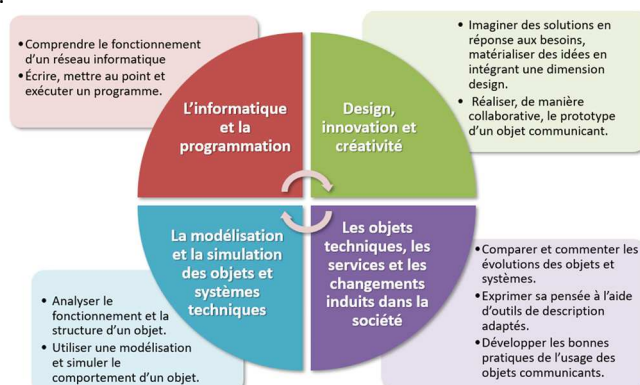 •Comprendre le fonctionnement
d'un réseau informatique
•Écrire, mettre au point et
exécuter un programme.
L'informatique
et la
programmation
Design,
innovation et
créativité
• Imaginer des solutions en
réponse aux besoins,
matérialiser des idées en
intégrant une dimension
design.
• Réaliser, de manière
collaborative, le prototype
d'un objet communicant.
La modélisation
et la simulation
des objets et
systèmes
techniques
• Analyser le
fonctionnement et la
structure d'un objet.
• Utiliser une modélisation
et simuler le
comportement d'un objet.
Les objets
techniques, les
services et les
changements
induits dans la
société
•Comparer et commenter les
évolutions des objets et
systèmes.
•Exprimer sa pensée à l'aide
d'outils de description
adaptés.
•Développer les bonnes
pratiques de l'usage des
objets communicants.